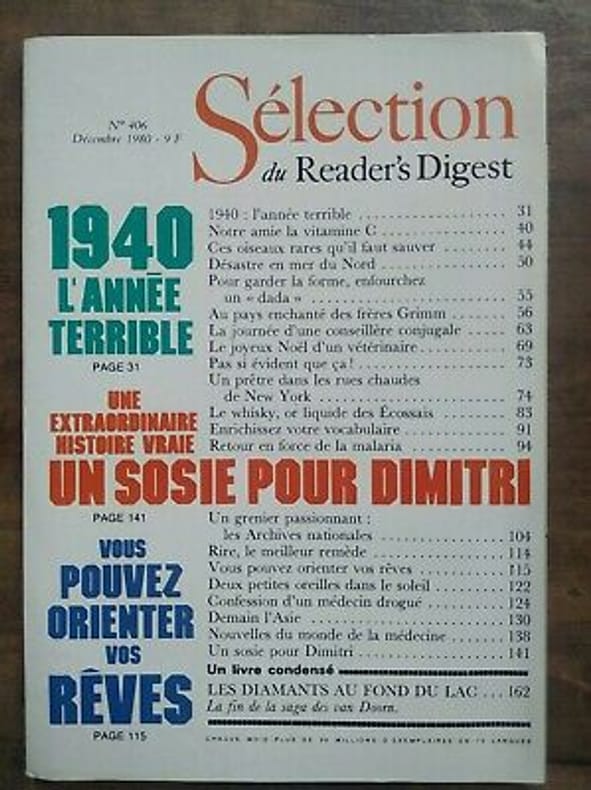 N° 406
Décembre 1980 - 9 F
Sélection
du Reader's Digest
1940
L'ANNÉE
TERRIBLE
PAGE 31
1940 : l'année terrible .................... 31
Notre amie la vitamine C ................. 40
Ces oiseaux rares qu'il faut sauver ........ 44
Désastre en mer du Nord ................. 50
Pour garder la forme, enfourchez
un « dada » ........................... 55
Au pays enchanté des frères Grimm ...... 56
La journée d'une conseillère conjugale ..... 63
Le joyeux Noël d'un vétérinaire ............ 69
Pas si évident que ça ! .................... 73
Un prêtre dans les rues chaudes
de New York ......................... 74
Le whisky, or liquide des Écossais ........ 83
Enrichissez votre vocabulaire .............. 91
Retour en force de la malaria ............. 94
UNE
EXTRAORDINAIRE
HISTOIRE VRAIE
UN SOSIE POUR DIMITRI
PAGE 141
Un grenier passionnant :
les Archives nationales ................. 104
Rire, le meilleur remède .................. 114
Vous pouvez orienter vos rêves ........... 115
Deux petites oreilles dans le soleil ......... 122
Confession d'un médecin drogué .......... 124
Demain l'Asie ........................... 130
Nouvelles du monde de la médecine ....... 138
Un sosie pour Dimitri .................... 141
Un livre condensé
LES DIAMANTS AU FOND DU LAC ... 162
La fin de la saga des van Doorn.
VOUS
POUVEZ
ORIENTER
VOS
RÊVES
PAGE 115
CHAQUE MOIS PLUS DE 30 MILLIONS D'EXEMPLAIRES EN LANGUES